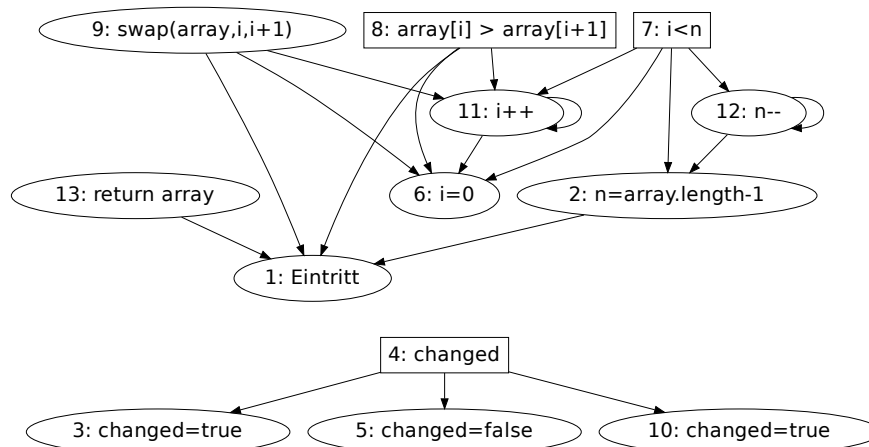 9: swap(array,i,i+1)
8: array[i] > array[i+1]
7: i<n
11: i++
12: n--
13: return array
6: i=0
2: n=array.length-1
1: Eintritt
4: changed
3: changed=true
5: changed=false
10: changed=true